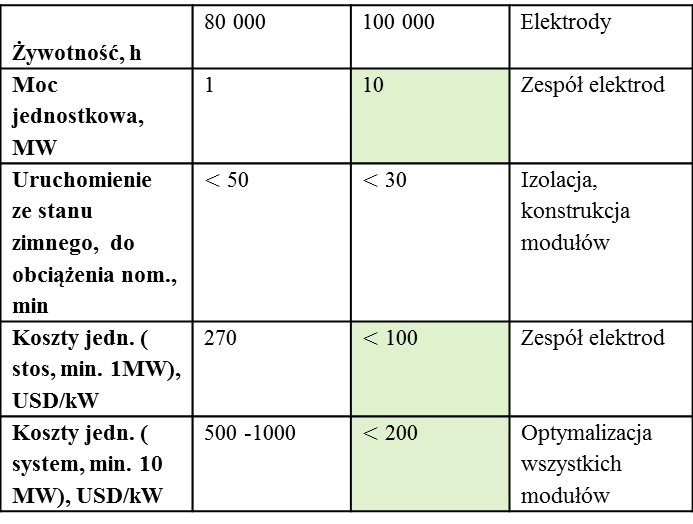 Żywotność, h
80 000
100 000
Elektrody
Moc
jednostkowa,
MW
1
10
Zespół elektrod
Uruchomienie
ze stanu
zimnego, do
obciążenia nom.,
min
< 50
< 30
Izolacja,
konstrukcja
modułów
Koszty jedn. (
stos, min. 1MW),
USD/kW
270
< 100
Zespół elektrod
Koszty jedn. (
system, min. 10
MW), USD/kW
500 -1000
< 200
Optymalizacja
wszystkich
modułów